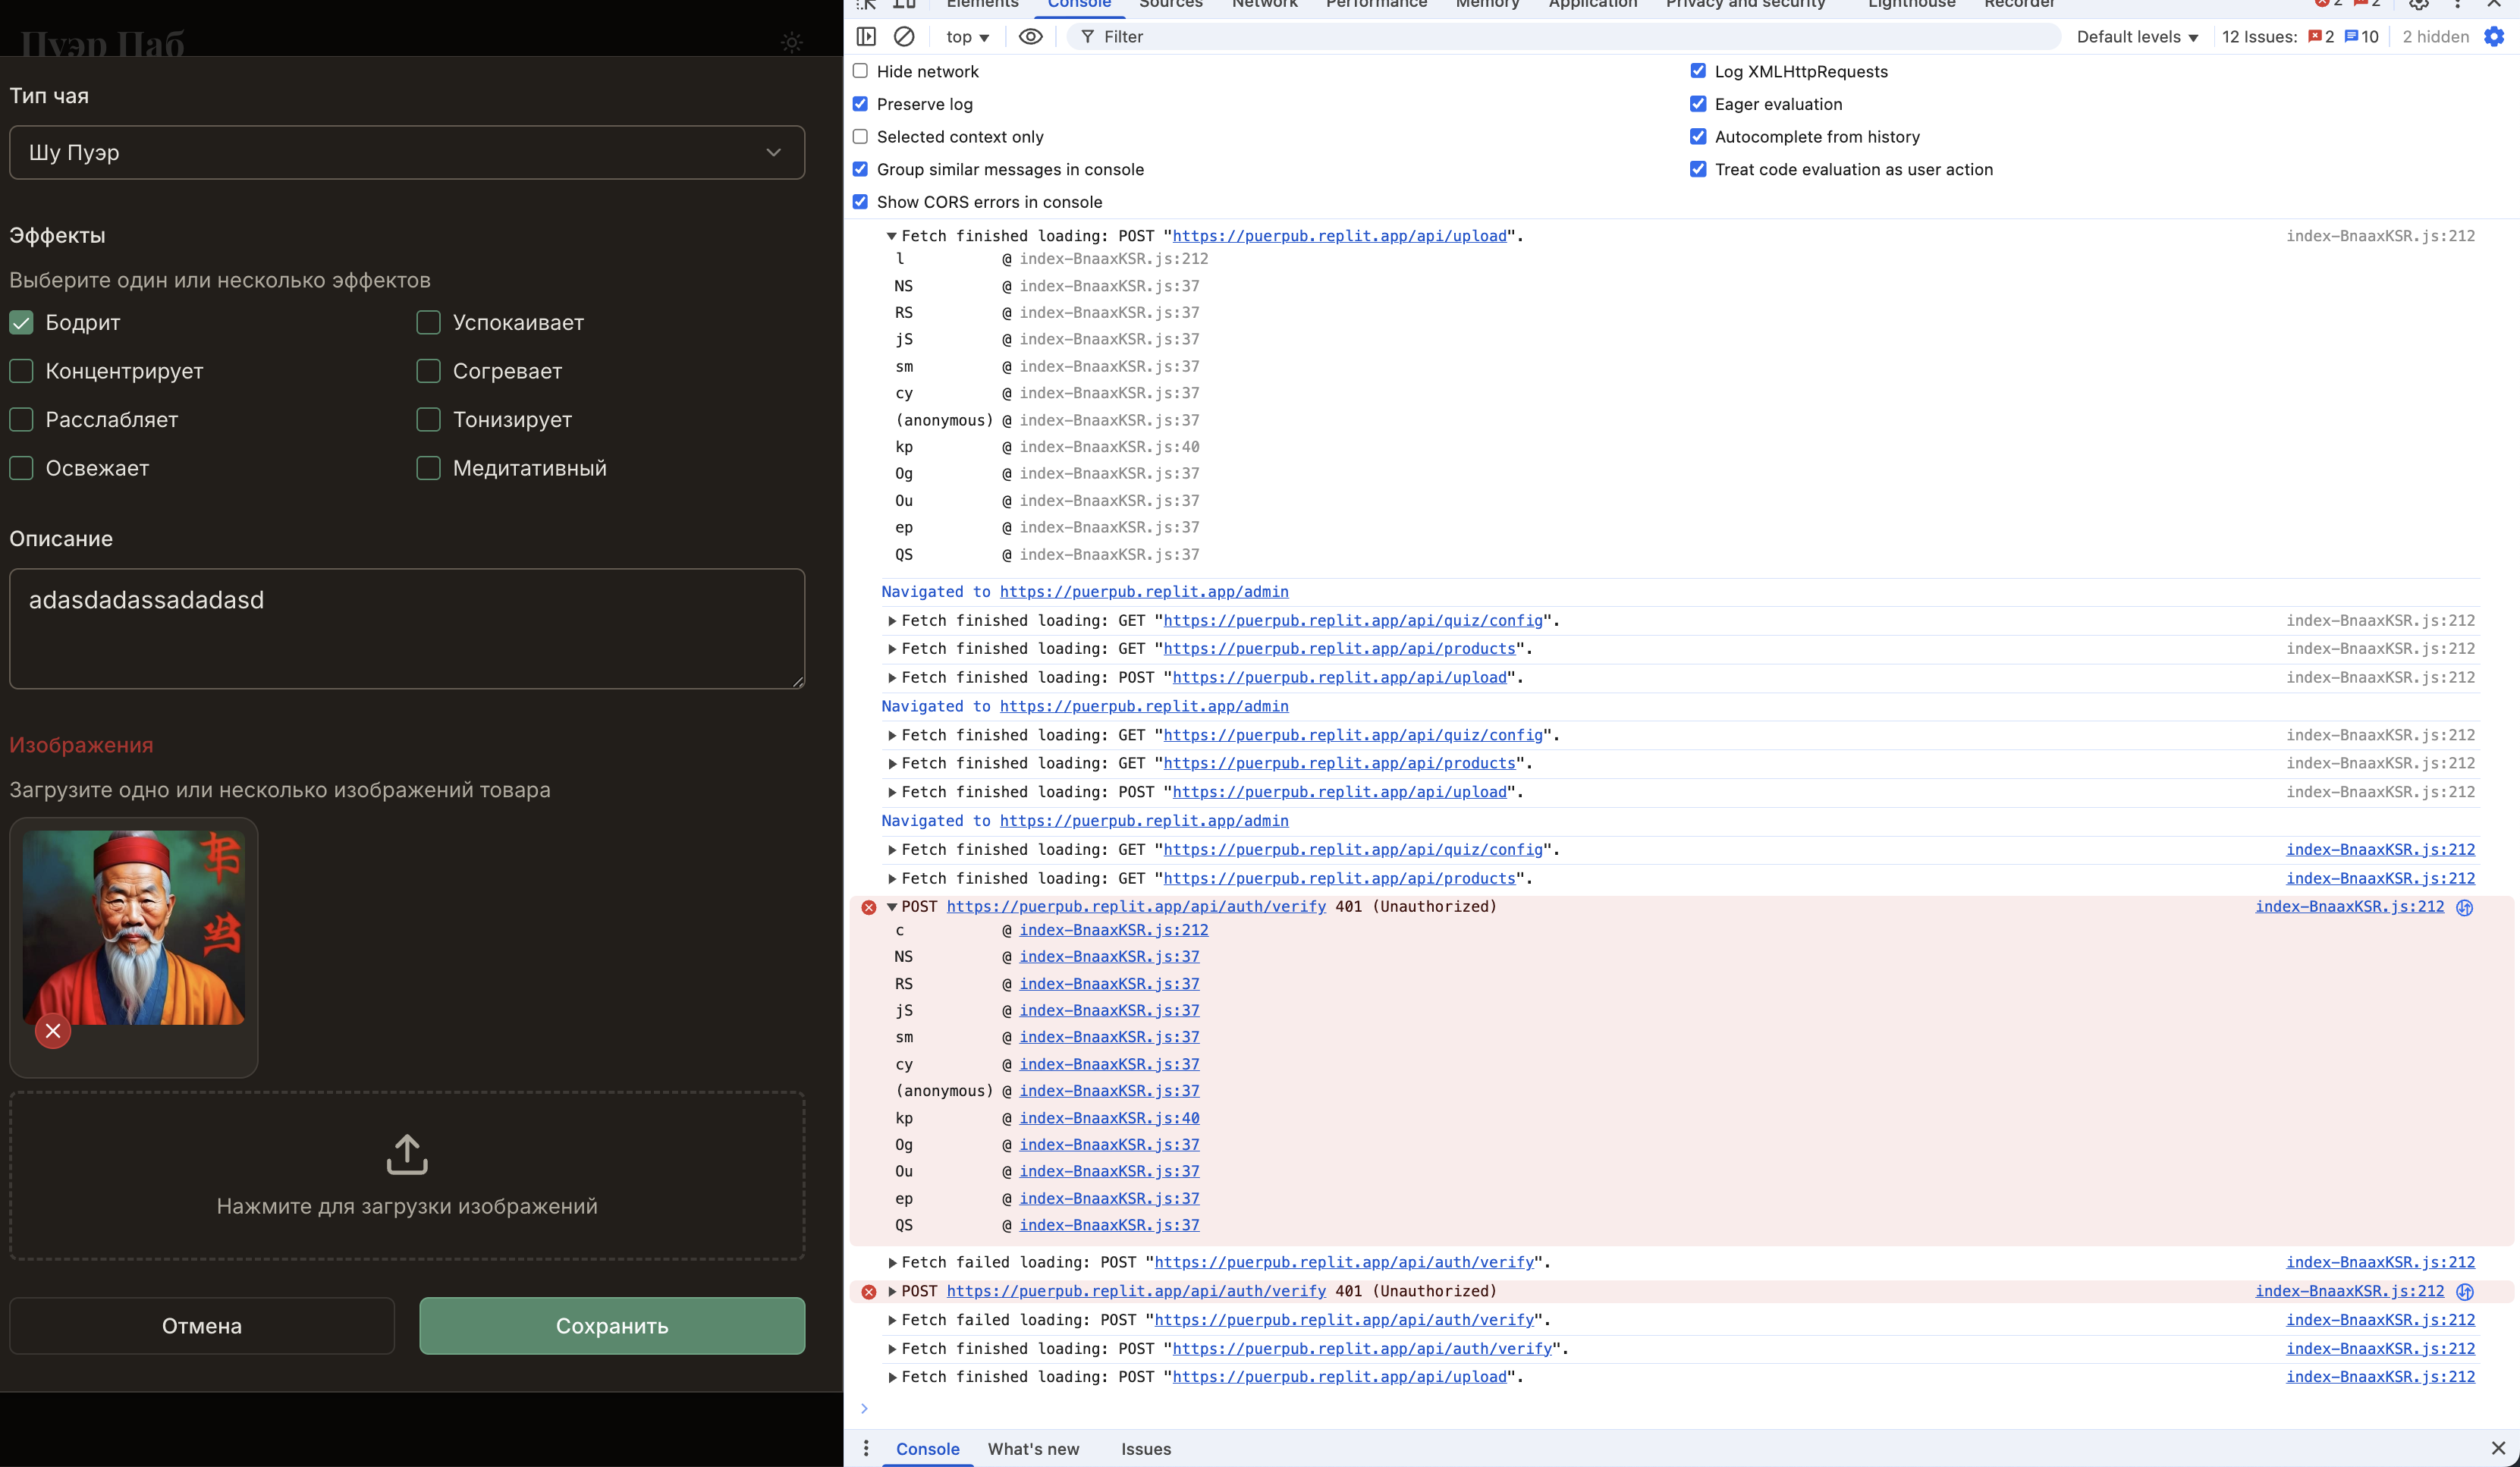 Пуэр Паб
Тип чая
Шу Пуэр
Эффекты
Выберите один или несколько эффектов
Бодрит
Успокаивает
Концентрирует
Согревает
Расслабляет
Тонизирует
Освежает
Медитативный
Описание
adasdadassadadasd
Изображения
Загрузите одно или несколько изображений товара
Нажмите для загрузки изображений
Отмена
Сохранить
Elements Console Sources Network Performance Memory Application Privacy and security Lighthouse Recorder 2 2
top Filter Default levels 12 Issues: 2 10 2 hidden
Hide network
Log XMLHttpRequests
Preserve log
Eager evaluation
Selected context only
Autocomplete from history
Group similar messages in console
Treat code evaluation as user action
Show CORS errors in console
Fetch finished loading: POST "https://puerpub.replit.app/api/upload". index-BnaaxKSR.js:212
l @ index-BnaaxKSR.js:212
NS @ index-BnaaxKSR.js:37
RS @ index-BnaaxKSR.js:37
jS @ index-BnaaxKSR.js:37
sm @ index-BnaaxKSR.js:37
cy @ index-BnaaxKSR.js:37
(anonymous) @ index-BnaaxKSR.js:37
kp @ index-BnaaxKSR.js:40
Og @ index-BnaaxKSR.js:37
Ou @ index-BnaaxKSR.js:37
ep @ index-BnaaxKSR.js:37
QS @ index-BnaaxKSR.js:37
Navigated to https://puerpub.replit.app/admin
Fetch finished loading: GET "https://puerpub.replit.app/api/quiz/config". index-BnaaxKSR.js:212
Fetch finished loading: GET "https://puerpub.replit.app/api/products". index-BnaaxKSR.js:212
Fetch finished loading: POST "https://puerpub.replit.app/api/upload". index-BnaaxKSR.js:212
Navigated to https://puerpub.replit.app/admin
Fetch finished loading: GET "https://puerpub.replit.app/api/quiz/config". index-BnaaxKSR.js:212
Fetch finished loading: GET "https://puerpub.replit.app/api/products". index-BnaaxKSR.js:212
Fetch finished loading: POST "https://puerpub.replit.app/api/upload". index-BnaaxKSR.js:212
Navigated to https://puerpub.replit.app/admin
Fetch finished loading: GET "https://puerpub.replit.app/api/quiz/config". index-BnaaxKSR.js:212
Fetch finished loading: GET "https://puerpub.replit.app/api/products". index-BnaaxKSR.js:212
POST https://puerpub.replit.app/api/auth/verify 401 (Unauthorized) index-BnaaxKSR.js:212
c @ index-BnaaxKSR.js:212
NS @ index-BnaaxKSR.js:37
RS @ index-BnaaxKSR.js:37
jS @ index-BnaaxKSR.js:37
sm @ index-BnaaxKSR.js:37
cy @ index-BnaaxKSR.js:37
(anonymous) @ index-BnaaxKSR.js:37
kp @ index-BnaaxKSR.js:40
Og @ index-BnaaxKSR.js:37
Ou @ index-BnaaxKSR.js:37
ep @ index-BnaaxKSR.js:37
QS @ index-BnaaxKSR.js:37
Fetch failed loading: POST "https://puerpub.replit.app/api/auth/verify". index-BnaaxKSR.js:212
POST https://puerpub.replit.app/api/auth/verify 401 (Unauthorized) index-BnaaxKSR.js:212
Fetch failed loading: POST "https://puerpub.replit.app/api/auth/verify". index-BnaaxKSR.js:212
Fetch finished loading: POST "https://puerpub.replit.app/api/auth/verify". index-BnaaxKSR.js:212
Fetch finished loading: POST "https://puerpub.replit.app/api/upload". index-BnaaxKSR.js:212
Console What's new Issues